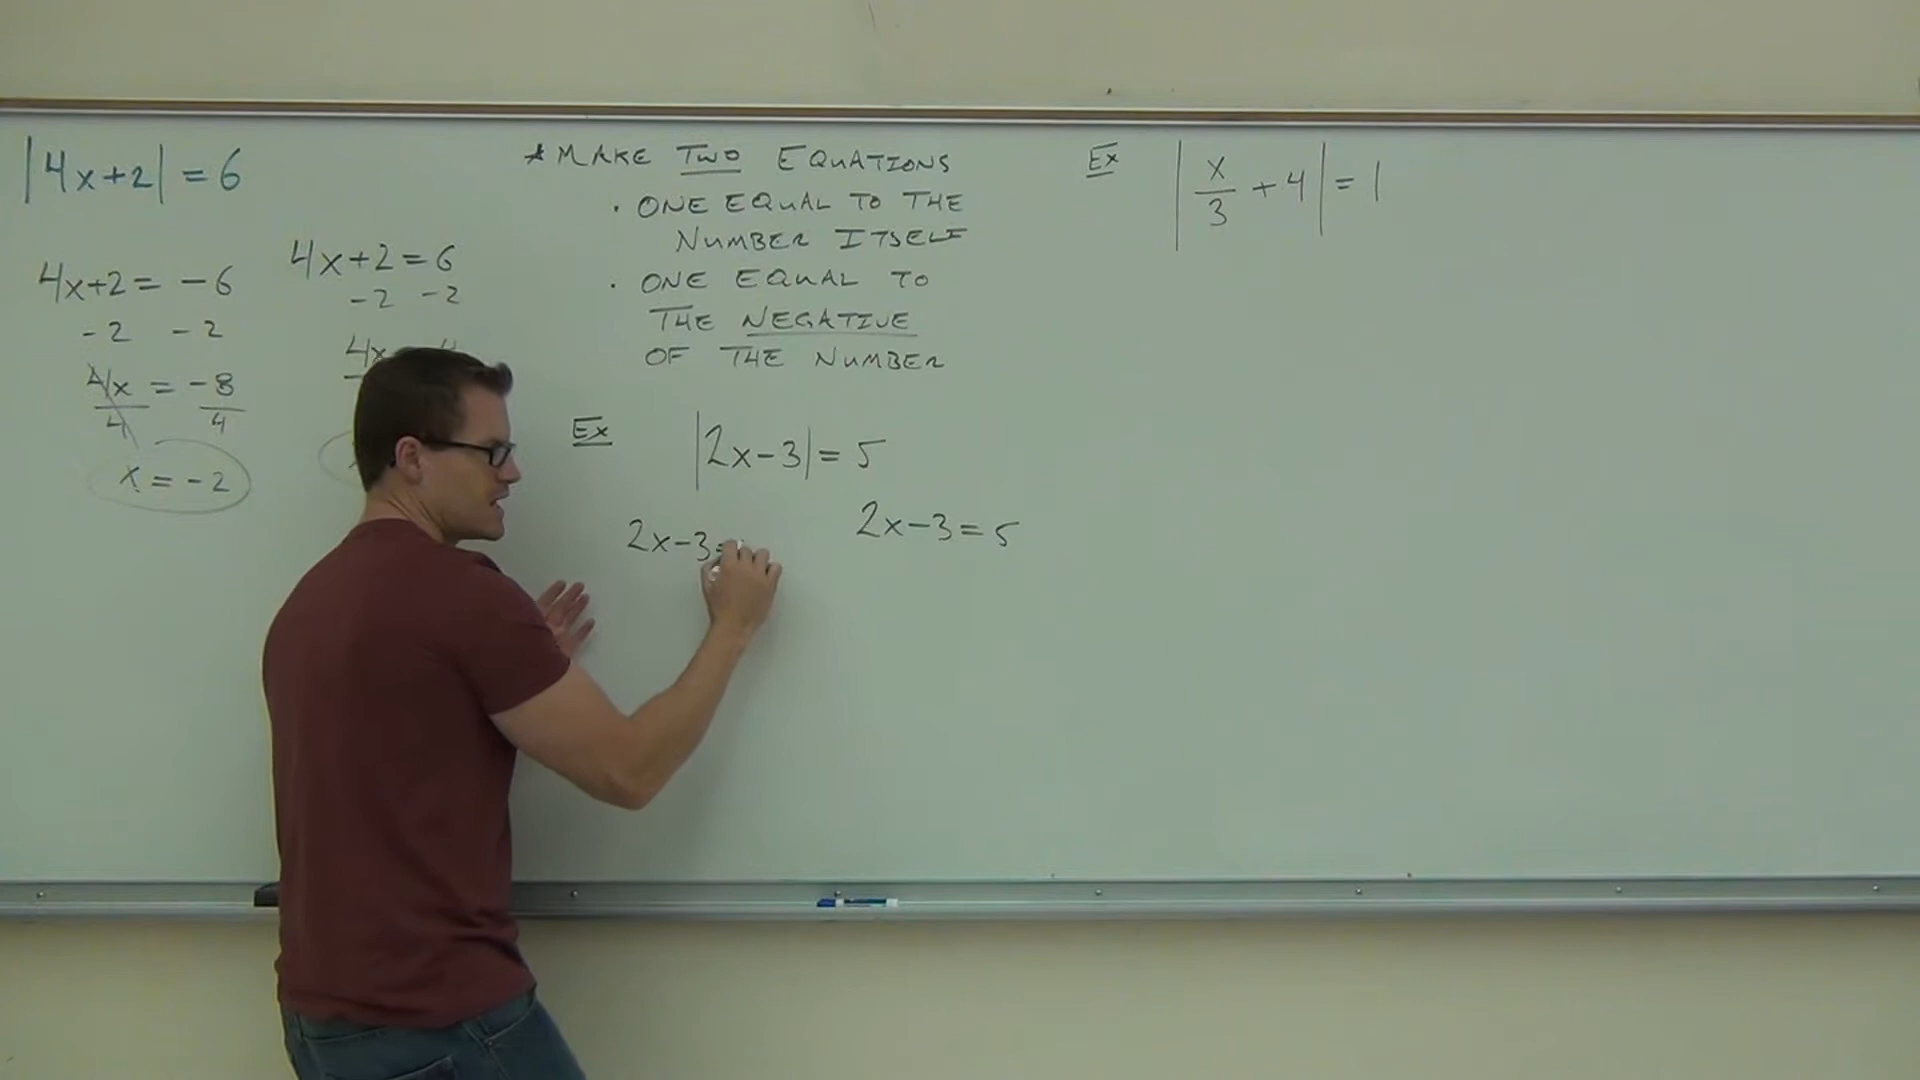 |4x+2| = 6
4x+2 = -6
-2 -2
4x = -8
4 4
x = -2
4x+2 = 6
-2 -2
4x
* MAKE TWO EQUATIONS
· ONE EQUAL TO THE
NUMBER ITSELF
· ONE EQUAL TO
THE NEGATIVE
OF THE NUMBER
Ex |2x-3| = 5
2x-3=
2x-3=5
Ex |x/3 + 4| = 1